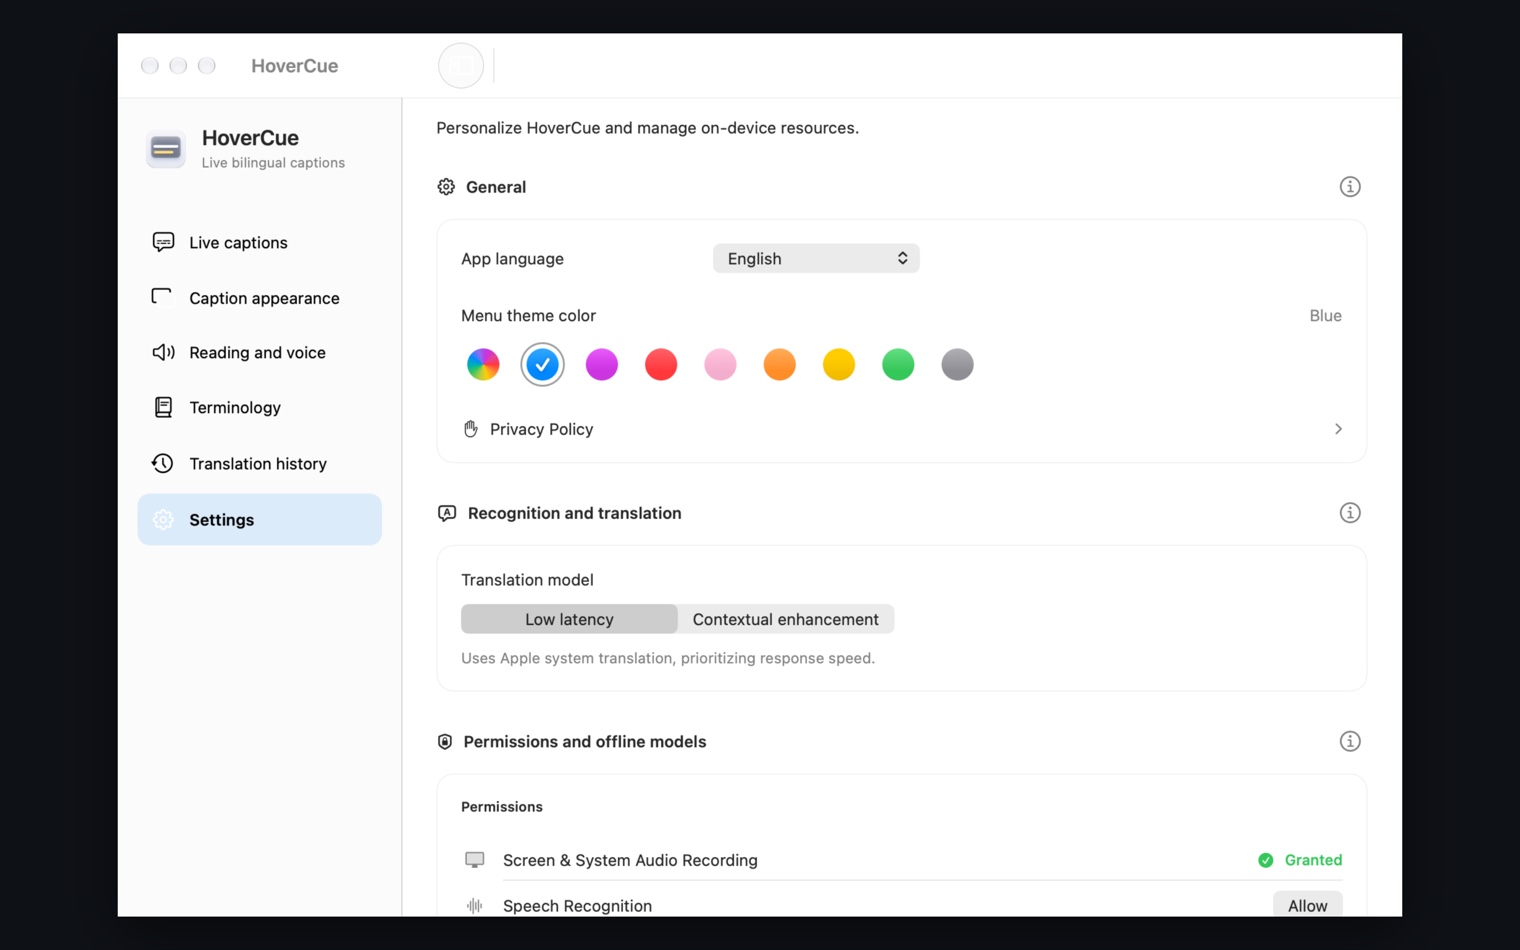 HoverCue
HoverCue
Live bilingual captions
Live captions
Caption appearance
Reading and voice
Terminology
Translation history
Settings
Personalize HoverCue and manage on-device resources.
General
App language
English
Menu theme color
Blue
Privacy Policy
Recognition and translation
Translation model
Low latency
Contextual enhancement
Uses Apple system translation, prioritizing response speed.
Permissions and offline models
Permissions
Screen & System Audio Recording
Granted
Speech Recognition
Allow